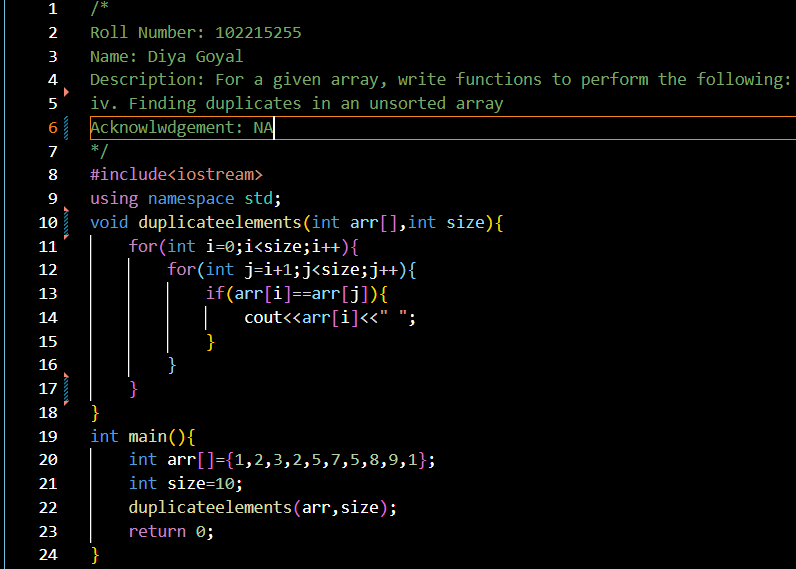 1 /*
2 Roll Number: 102215255
3 Name: Diya Goyal
4 Description: For a given array, write functions to perform the following:
5 iv. Finding duplicates in an unsorted array
6 Acknowlwdgement: NA
7 */
8 #include<iostream>
9 using namespace std;
10 void duplicateelements(int arr[],int size){
11     for(int i=0;i<size;i++){
12         for(int j=i+1;j<size;j++){
13             if(arr[i]==arr[j]){
14                 cout<<arr[i]<<" ";
15             }
16         }
17     }
18 }
19 int main(){
20     int arr[]={1,2,3,2,5,7,5,8,9,1};
21     int size=10;
22     duplicateelements(arr,size);
23     return 0;
24 }